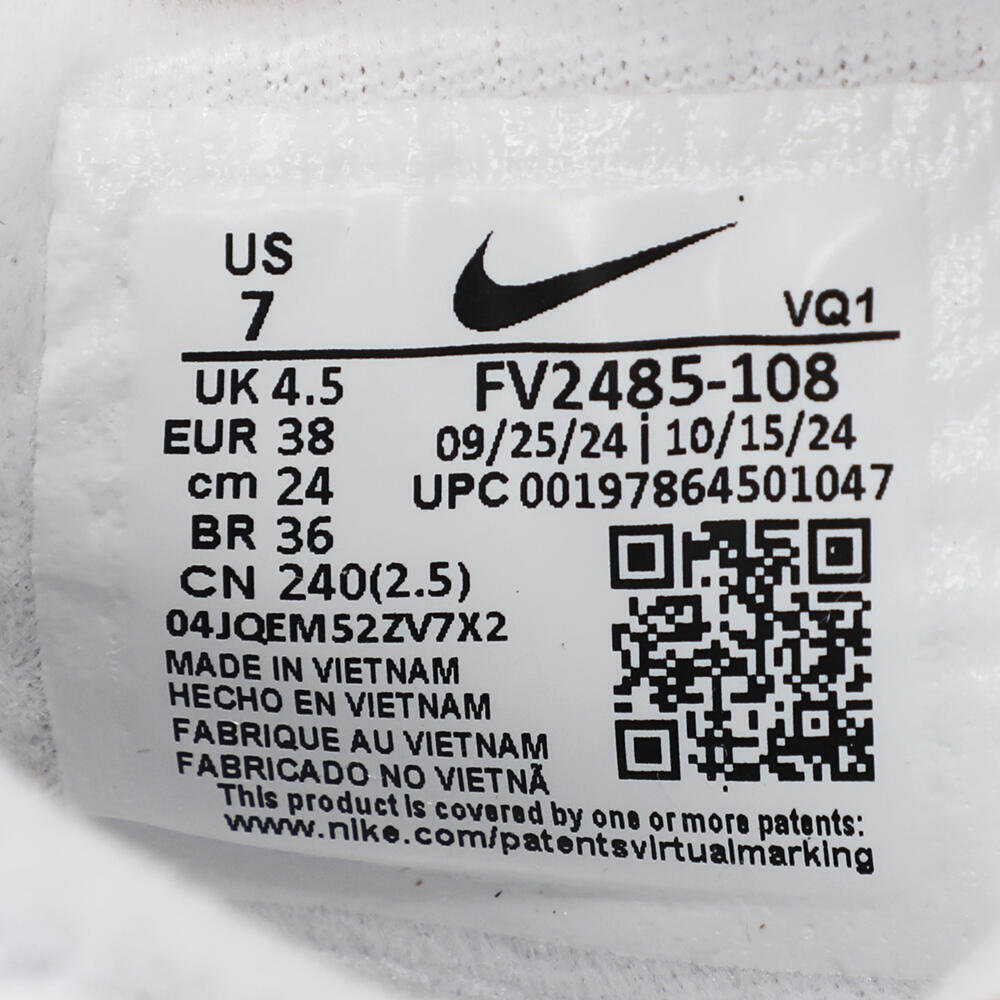 US
7
VQ1
UK 4.5
EUR 38
cm 24
BR 36
CN 240(2.5)
FV2485-108
09/25/24 | 10/15/24
UPC 00197864501047
04JQEM52ZV7X2
MADE IN VIETNAM
HECHO EN VIETNAM
FABRIQUE AU VIETNAM
FABRICADO NO VIETNÃ
This product is covered by one or more patents:
www.nike.com/patentsvirtualmarking